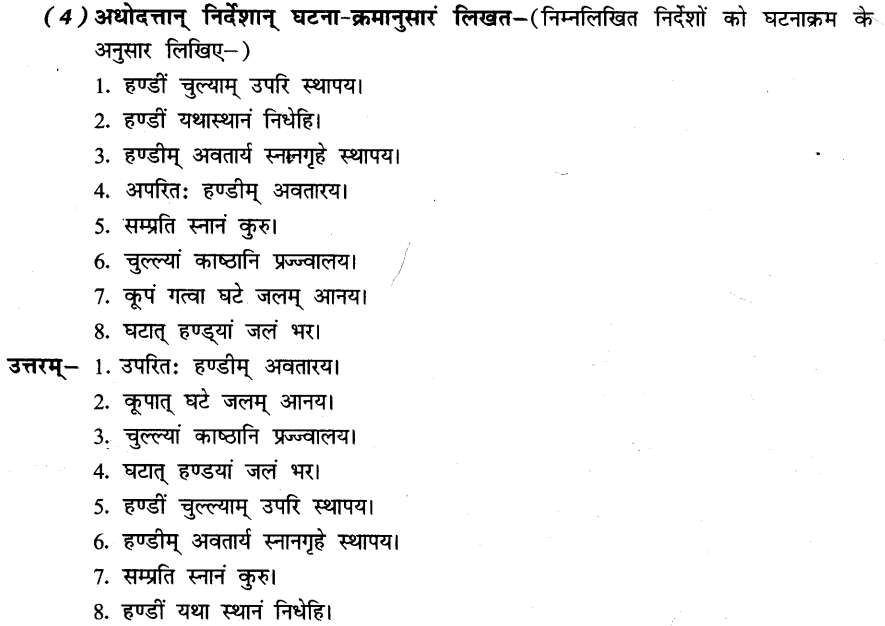 (4) अधोदत्तान् निर्देशान् घटना-क्रमानुसारं लिखत-(निम्नलिखित निर्देशों को घटनाक्रम के
अनुसार लिखिए-)
1. हण्डीं चुल्याम् उपरि स्थापय।
2. हण्डीं यथास्थानं निधेहि।
3. हण्डीम् अवतार्य स्नानगृहे स्थापय।
4. अपरितः हण्डीम् अवतारय।
5. सम्प्रति स्नानं कुरु।
6. चुल्ल्यां काष्ठानि प्रज्ज्वालय।
7. कूपं गत्वा घटे जलम् आनय।
8. घटात् हण्ड्यां जलं भर।
उत्तरम्- 1. उपरितः हण्डीम् अवतारय।
2. कूपात् घटे जलम् आनय।
3. चुल्ल्यां काष्ठानि प्रज्ज्वालय।
4. घटात् हण्डयां जलं भर।
5. हण्डीं चुल्ल्याम् उपरि स्थापय।
6. हण्डीम् अवतार्य स्नानगृहे स्थापय।
7. सम्प्रति स्नानं कुरु।
8. हण्डीं यथा स्थानं निधेहि।